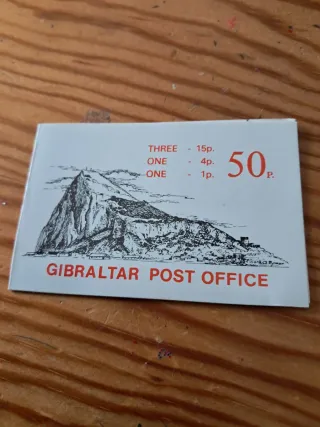 THREE - 15p.
ONE - 4p.
ONE - 1p.
50P.
GIBRALTAR POST OFFICE